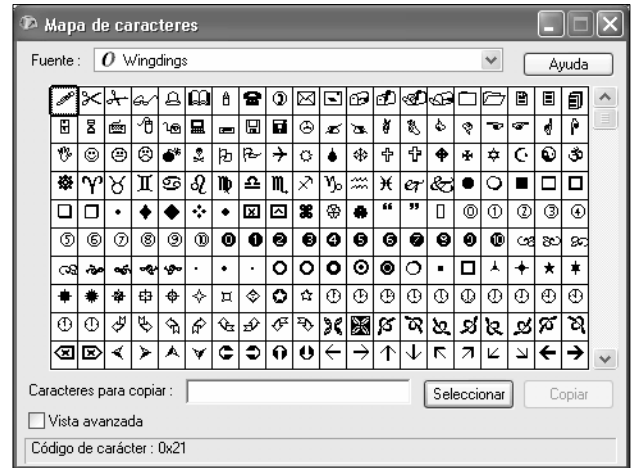 Mapa de caracteres
Fuente : O Wingdings
Ayuda
Caracteres para copiar :
Seleccionar
Copiar
Vista avanzada
Código de carácter : 0x21